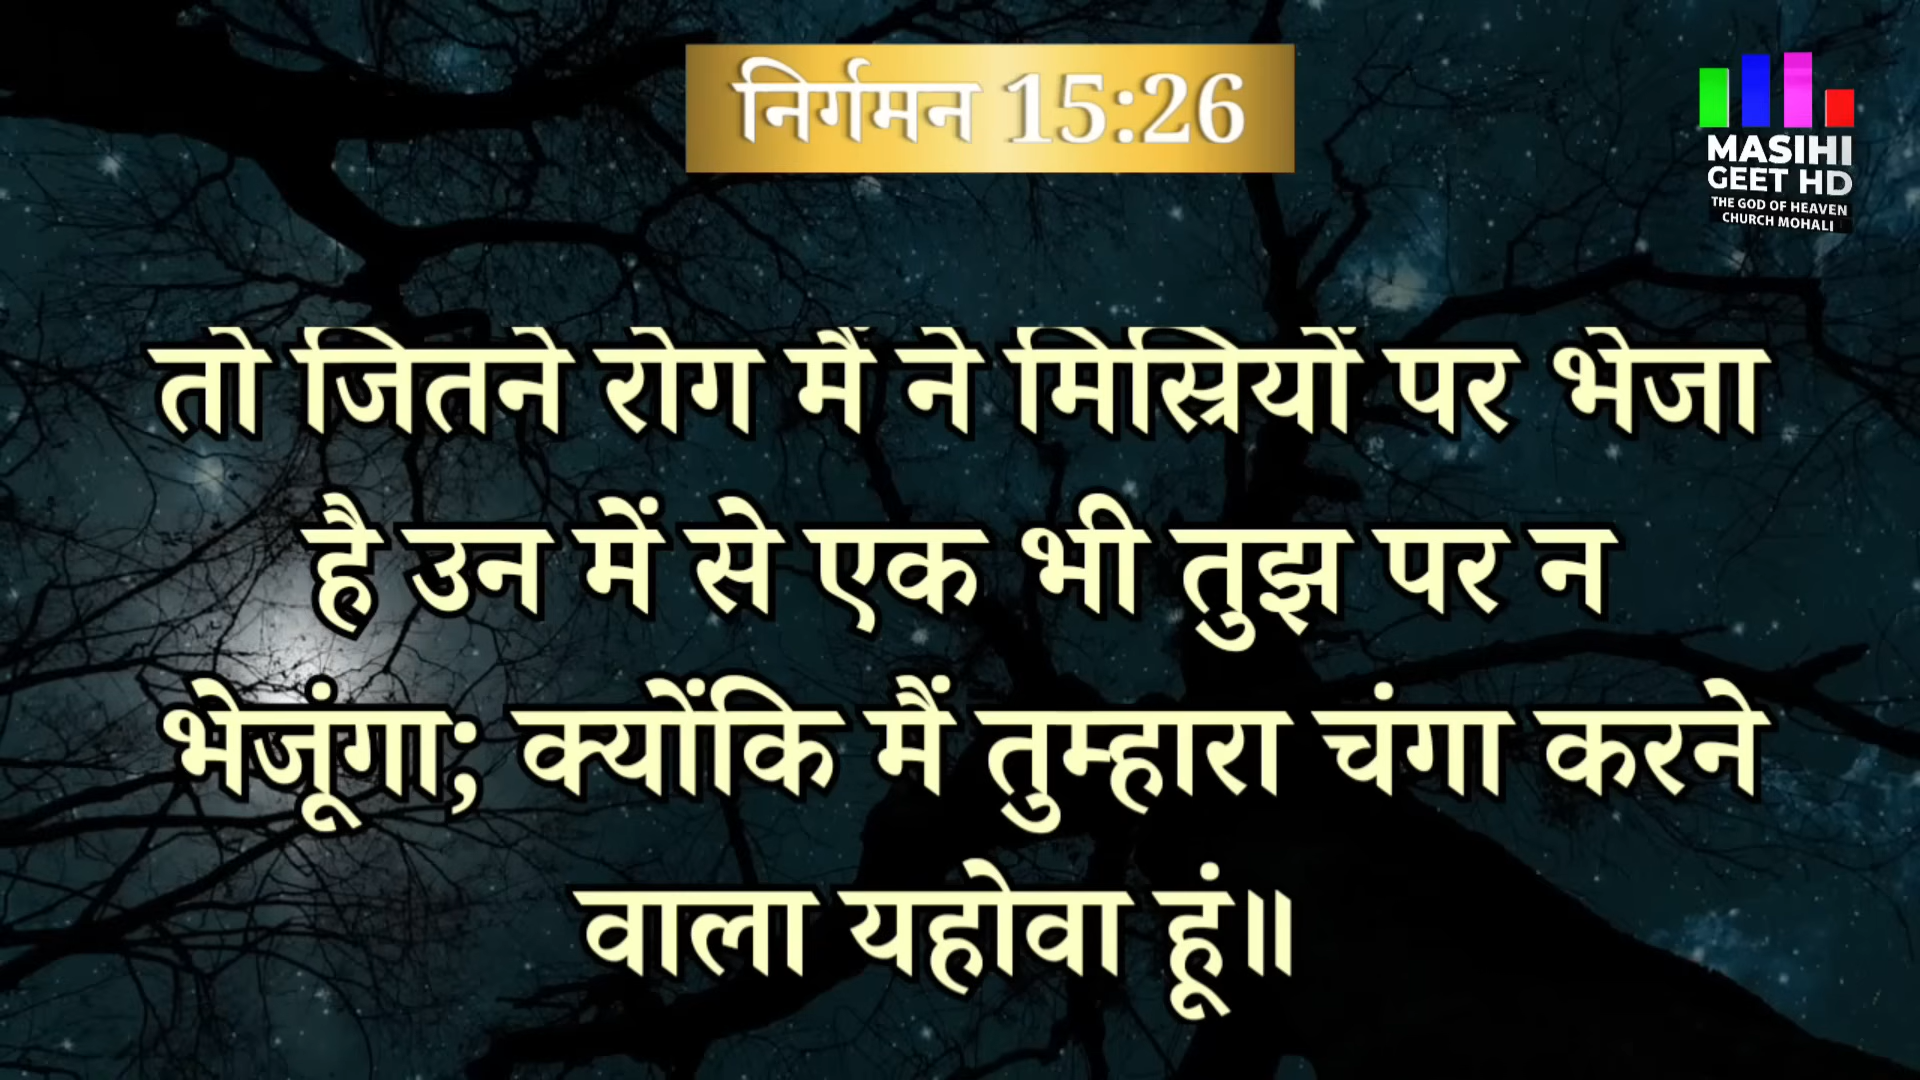 निर्गमन 15:26
MASIHI
GEET HD
THE GOD OF HEAVEN
CHURCH MOHALI
तो जितने रोग मैं ने मिस्रियों पर भेजा
है उन में से एक भी तुझ पर न
भेजूंगा; क्योंकि मैं तुम्हारा चंगा करने
वाला यहोवा हूं॥